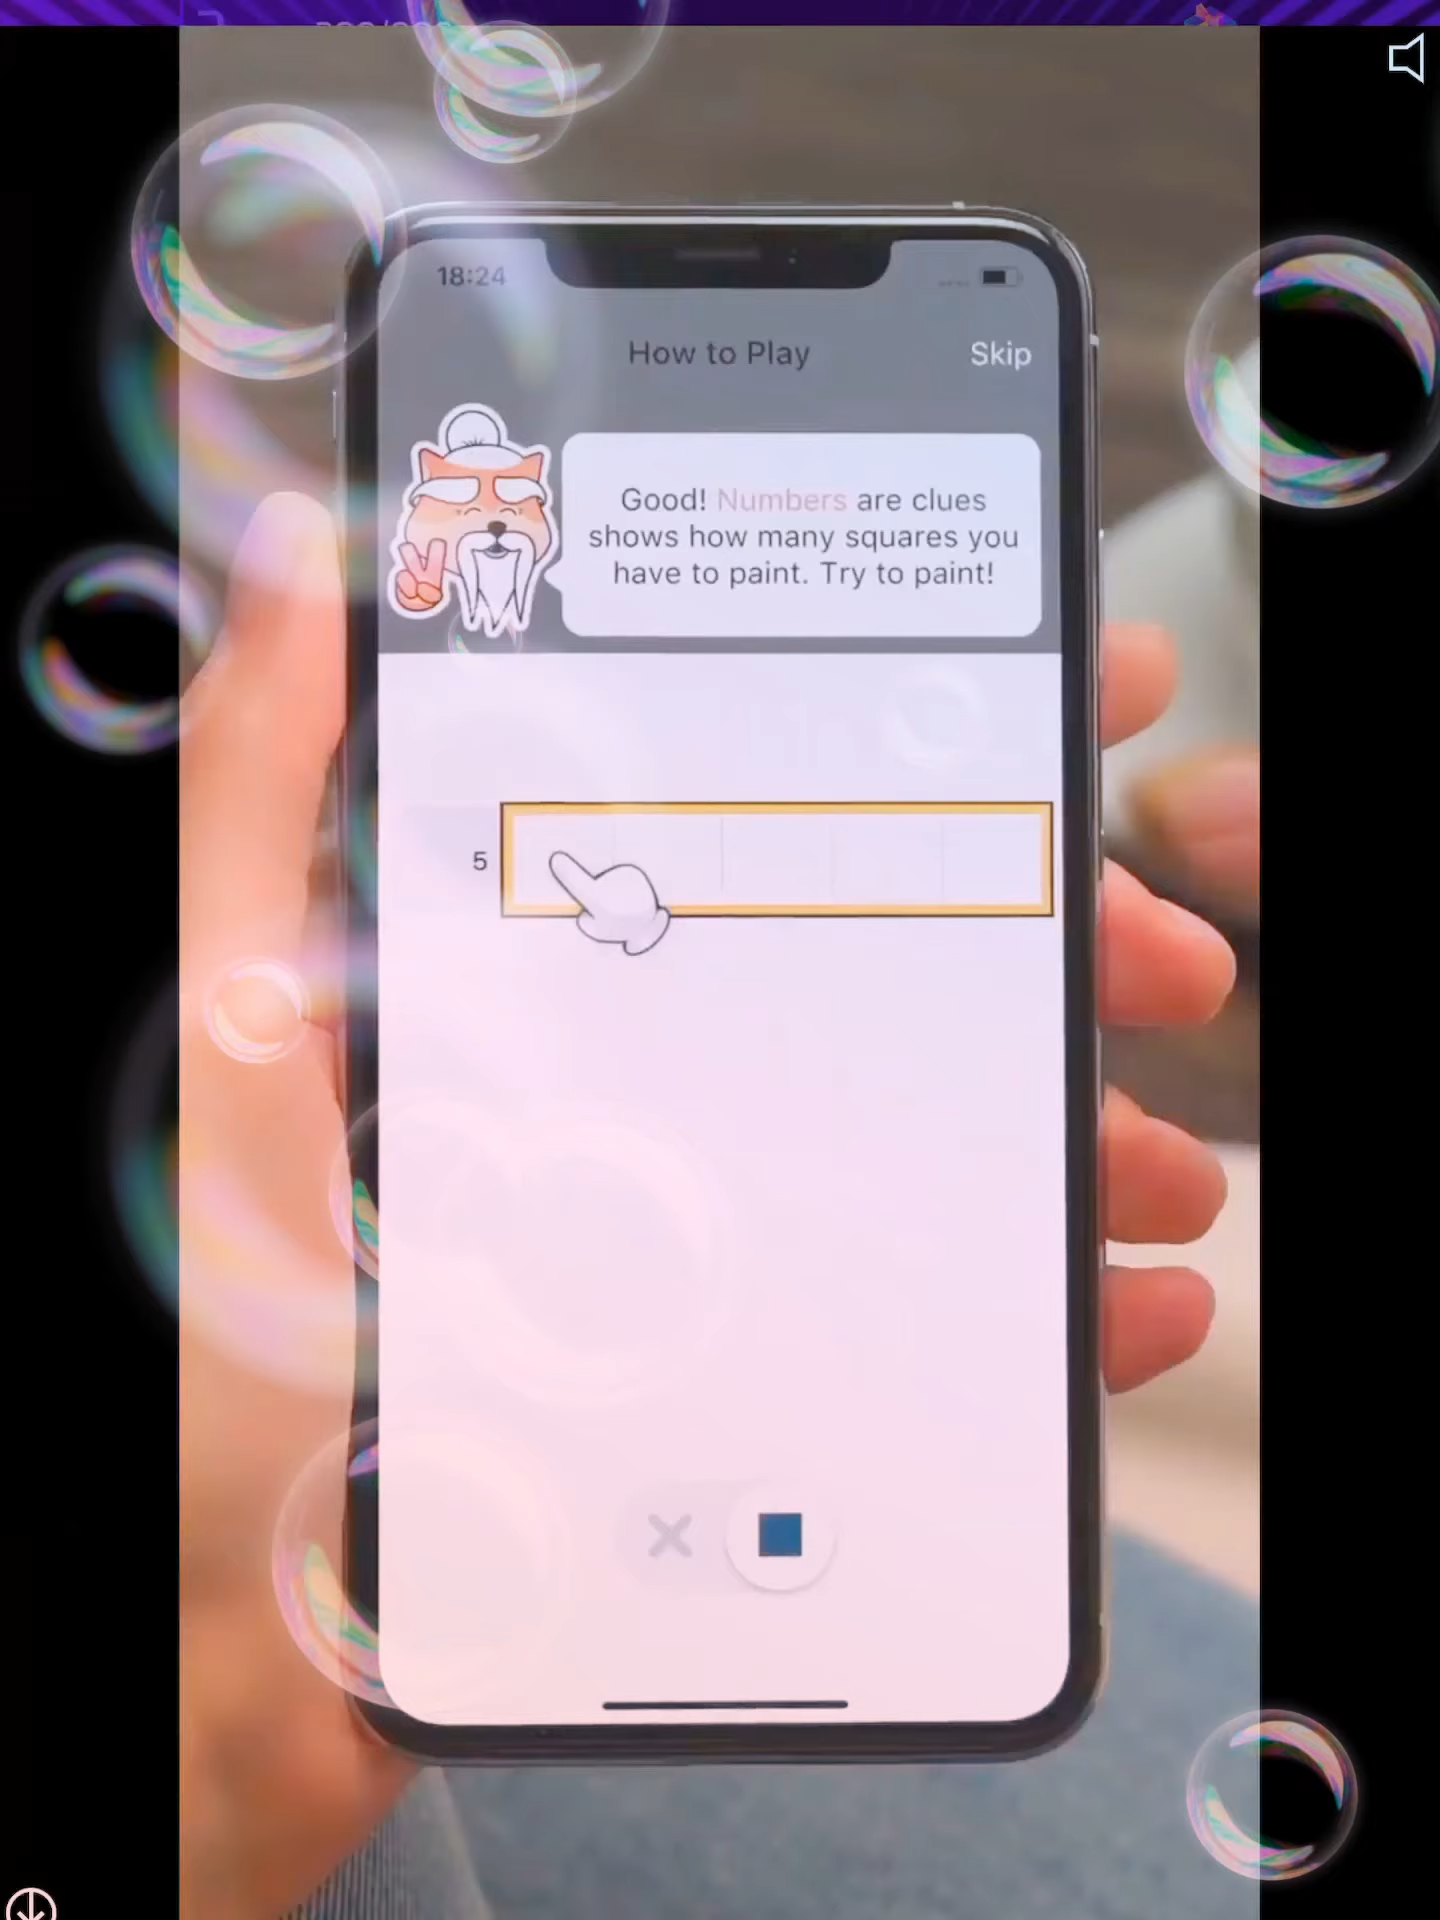 18:24
How to Play
Skip
Good! Numbers are clues
shows how many squares you
have to paint. Try to paint!
5